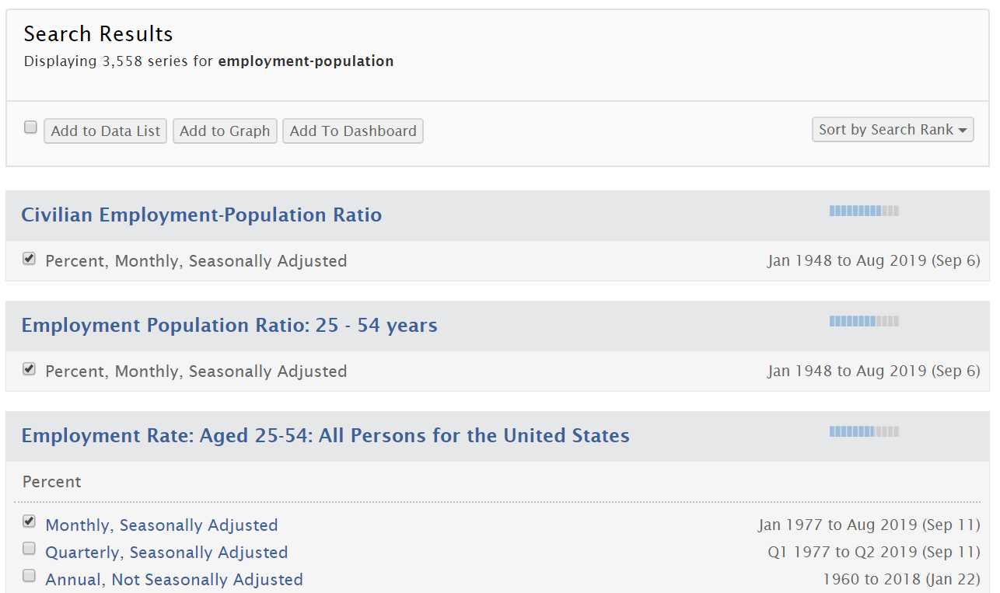 Search Results
Displaying 3,558 series for employment-population
Add to Data List Add to Graph Add To Dashboard Sort by Search Rank
Civilian Employment-Population Ratio
Percent, Monthly, Seasonally Adjusted Jan 1948 to Aug 2019 (Sep 6)
Employment Population Ratio: 25 - 54 years
Percent, Monthly, Seasonally Adjusted Jan 1948 to Aug 2019 (Sep 6)
Employment Rate: Aged 25-54: All Persons for the United States
Percent
Monthly, Seasonally Adjusted Jan 1977 to Aug 2019 (Sep 11)
Quarterly, Seasonally Adjusted Q1 1977 to Q2 2019 (Sep 11)
Annual, Not Seasonally Adjusted 1960 to 2018 (Jan 22)